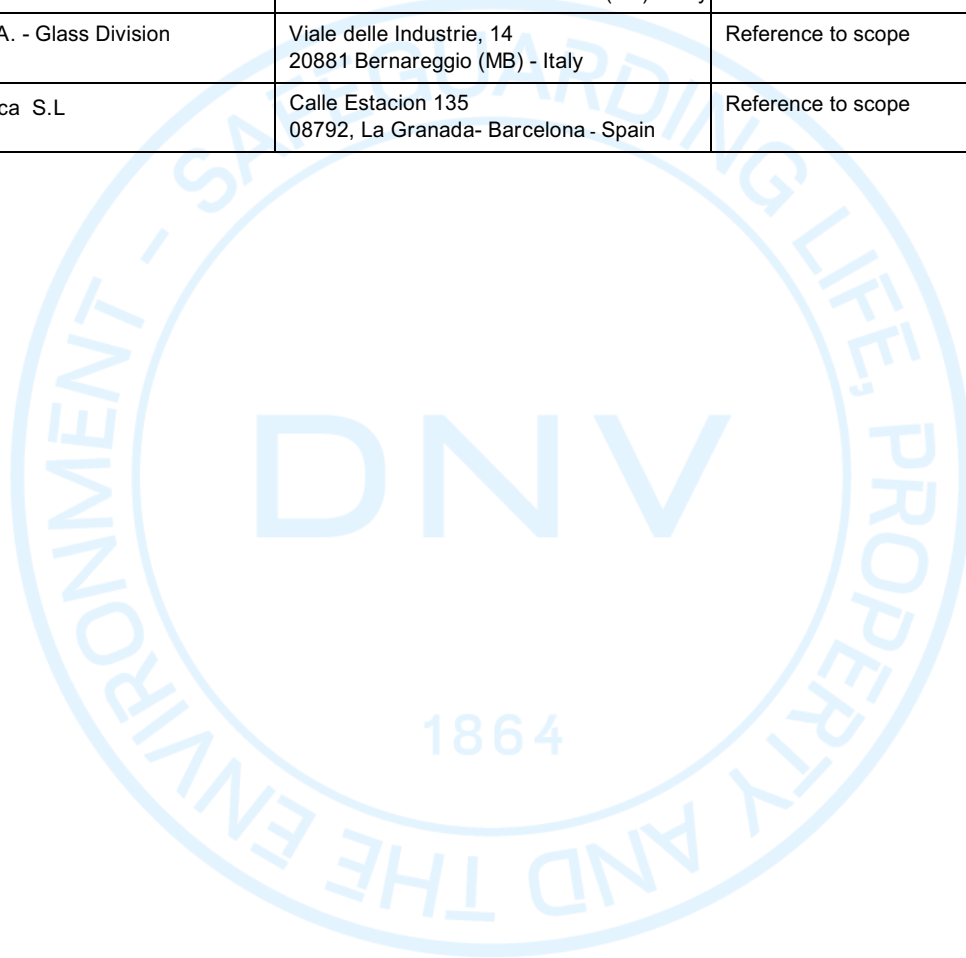 A. - Glass Division
Viale delle Industrie, 14
20881 Bernareggio (MB) - Italy
Reference to scope
ca S.L
Calle Estacion 135
08792, La Granada- Barcelona - Spain
Reference to scope
SAFEGUARDING LIFE, PROPERTY AND THE ENVIRONMENT -
DNV
1864